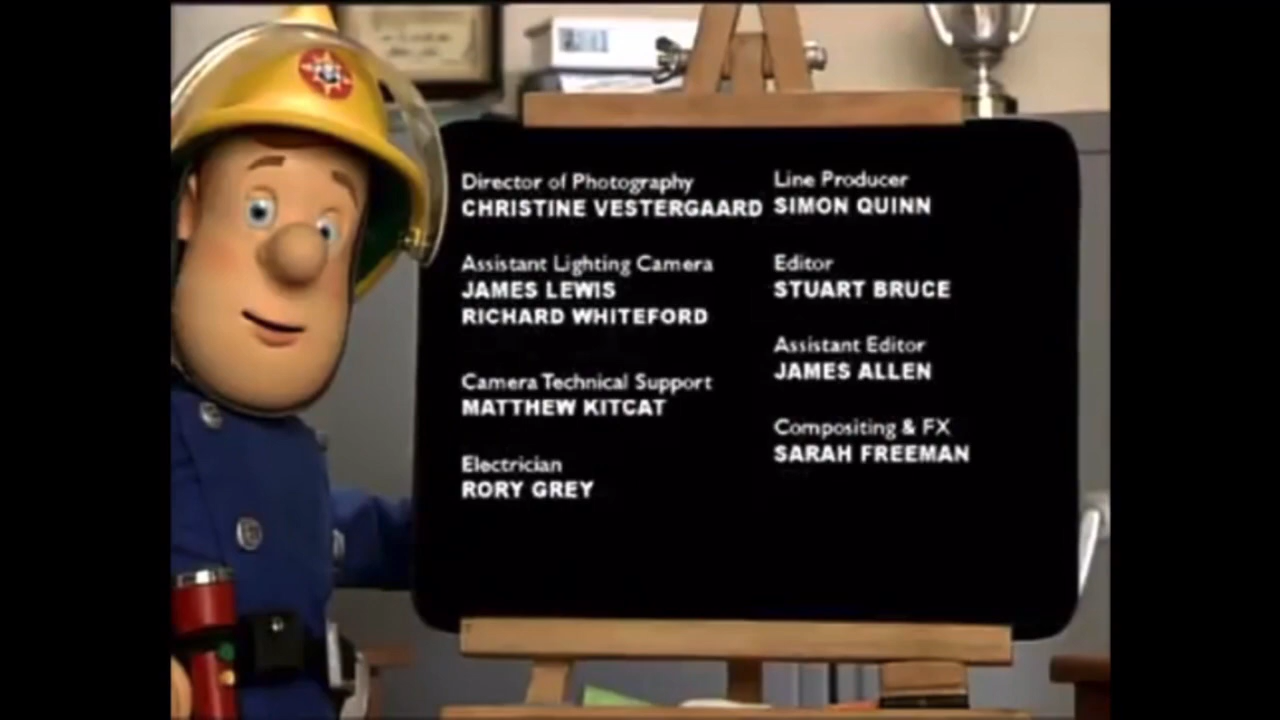 Director of Photography
CHRISTINE VESTERGAARD
Assistant Lighting Camera
JAMES LEWIS
RICHARD WHITEFORD
Camera Technical Support
MATTHEW KITCAT
Electrician
RORY GREY
Line Producer
SIMON QUINN
Editor
STUART BRUCE
Assistant Editor
JAMES ALLEN
Compositing & FX
SARAH FREEMAN